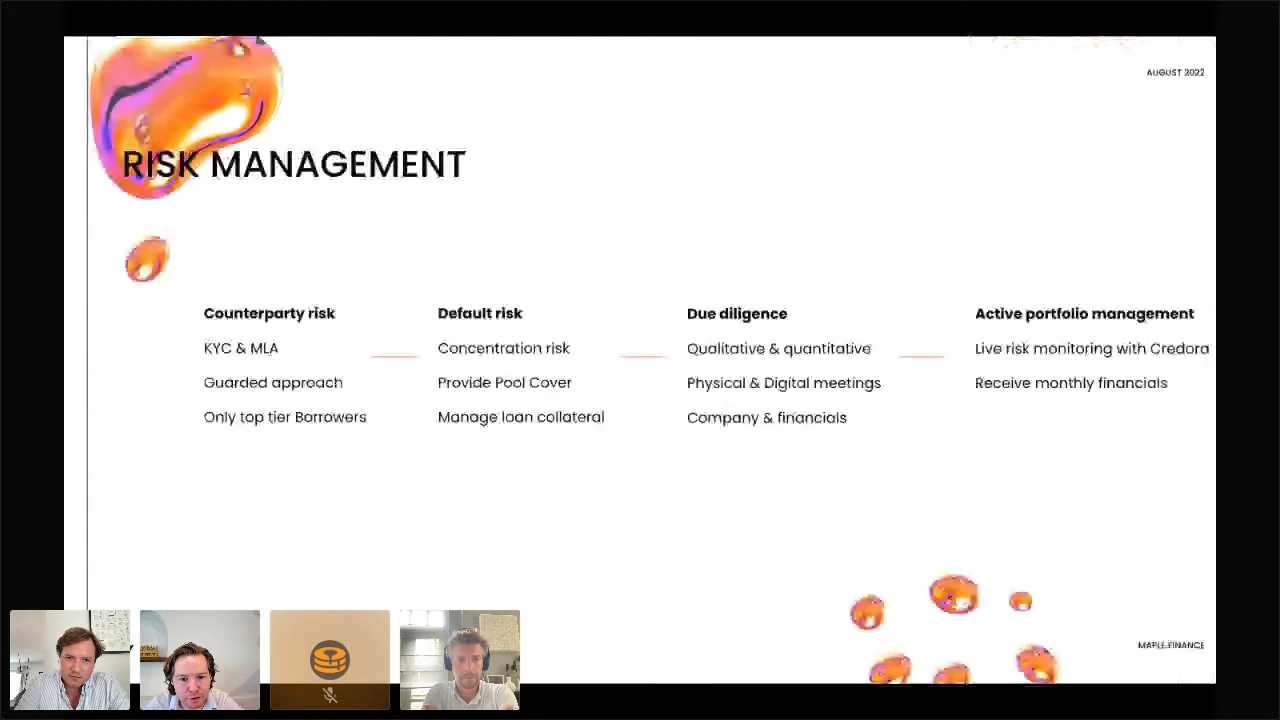 AUGUST 2022
RISK MANAGEMENT
Counterparty risk
KYC & MLA
Guarded approach
Only top tier Borrowers
Default risk
Concentration risk
Provide Pool Cover
Manage loan collateral
Due diligence
Qualitative & quantitative
Physical & Digital meetings
Company & financials
Active portfolio management
Live risk monitoring with Credora
Receive monthly financials
MAPLE.FINANCE